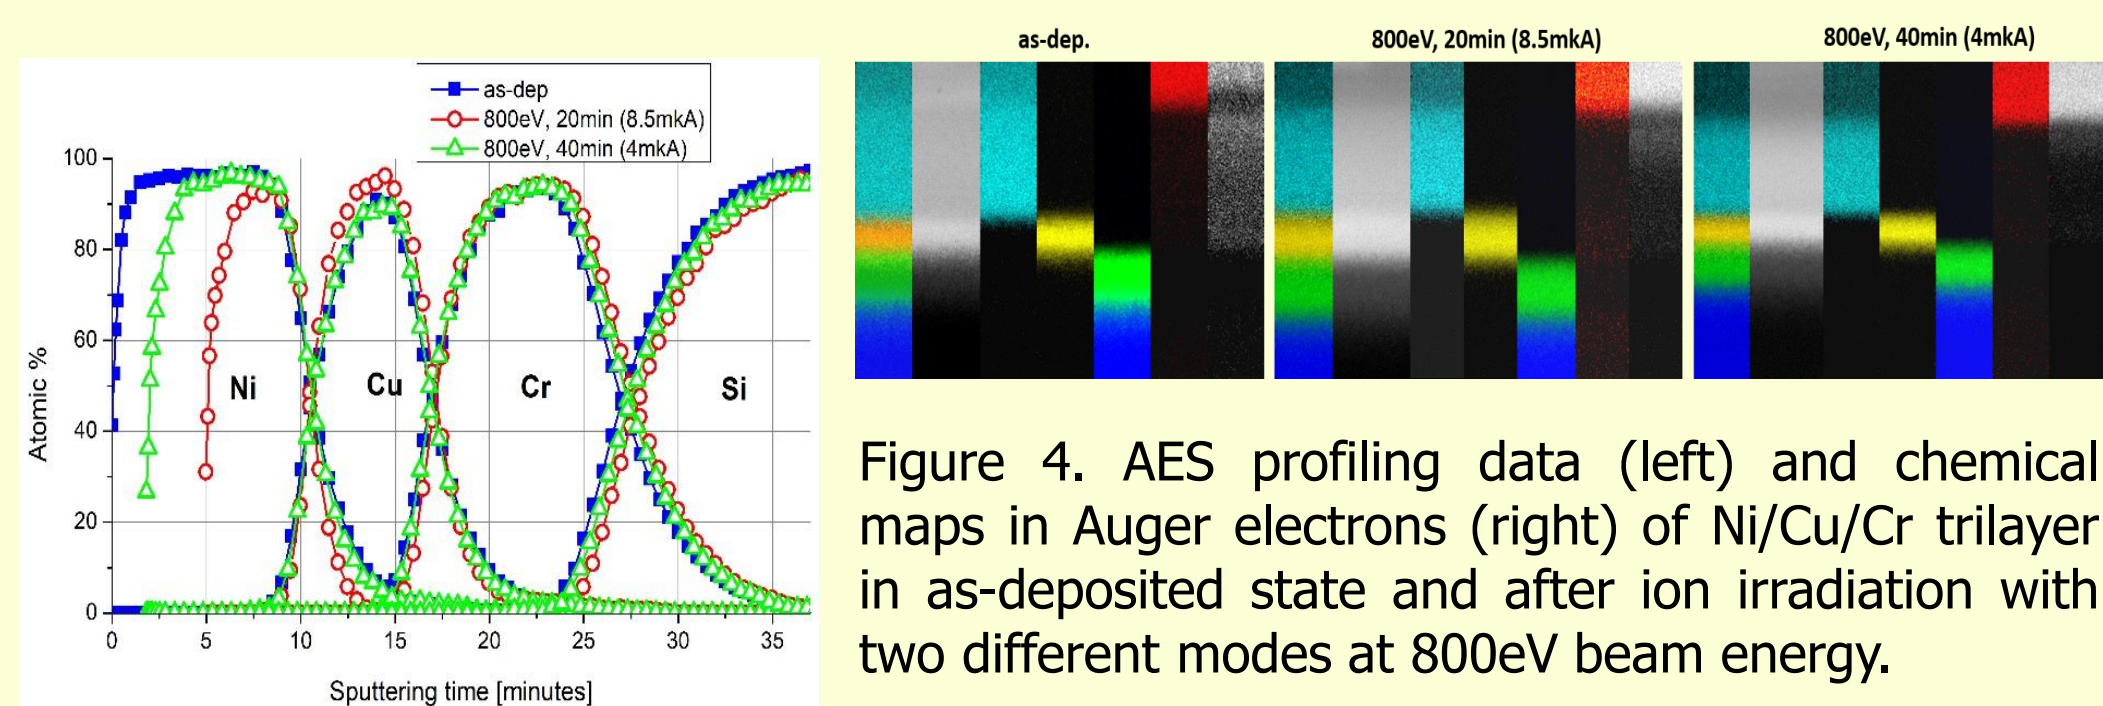 as-dep
800eV, 20min (8.5mkA)
800eV, 40min (4mkA)
100
80
60
40
20
0
Atomic %
Ni
Cu
Cr
Si
0 5 10 15 20 25 30 35
Sputtering time [minutes]
as-dep.
800eV, 20min (8.5mkA)
800eV, 40min (4mkA)
Figure 4. AES profiling data (left) and chemical
maps in Auger electrons (right) of Ni/Cu/Cr trilayer
in as-deposited state and after ion irradiation with
two different modes at 800eV beam energy.